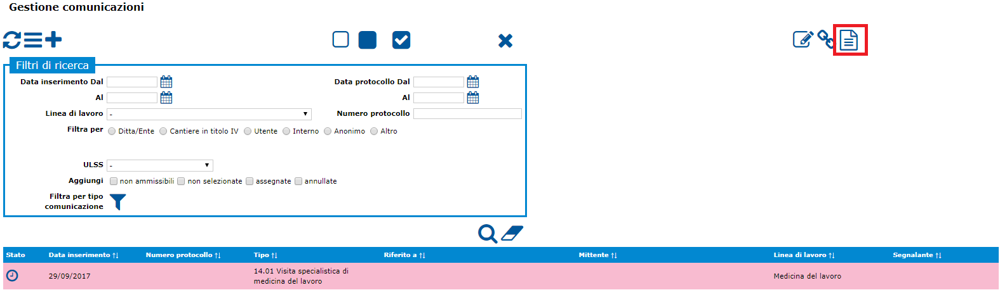 Gestione comunicazioni
Filtri di ricerca
Data inserimento Dal
Data protocollo Dal
Al
Al
Linea di lavoro -
Numero protocollo
Filtra per Ditta/Ente Cantiere in titolo IV Utente Interno Anonimo Altro
ULSS -
Aggiungi non ammissibili non selezionate assegnate annullate
Filtra per tipo
comunicazione
Stato Data inserimento Numero protocollo Tipo Riferito a Mittente Linea di lavoro Segnalante
29/09/2017 14.01 Visita specialistica di
medicina del lavoro
Medicina del lavoro